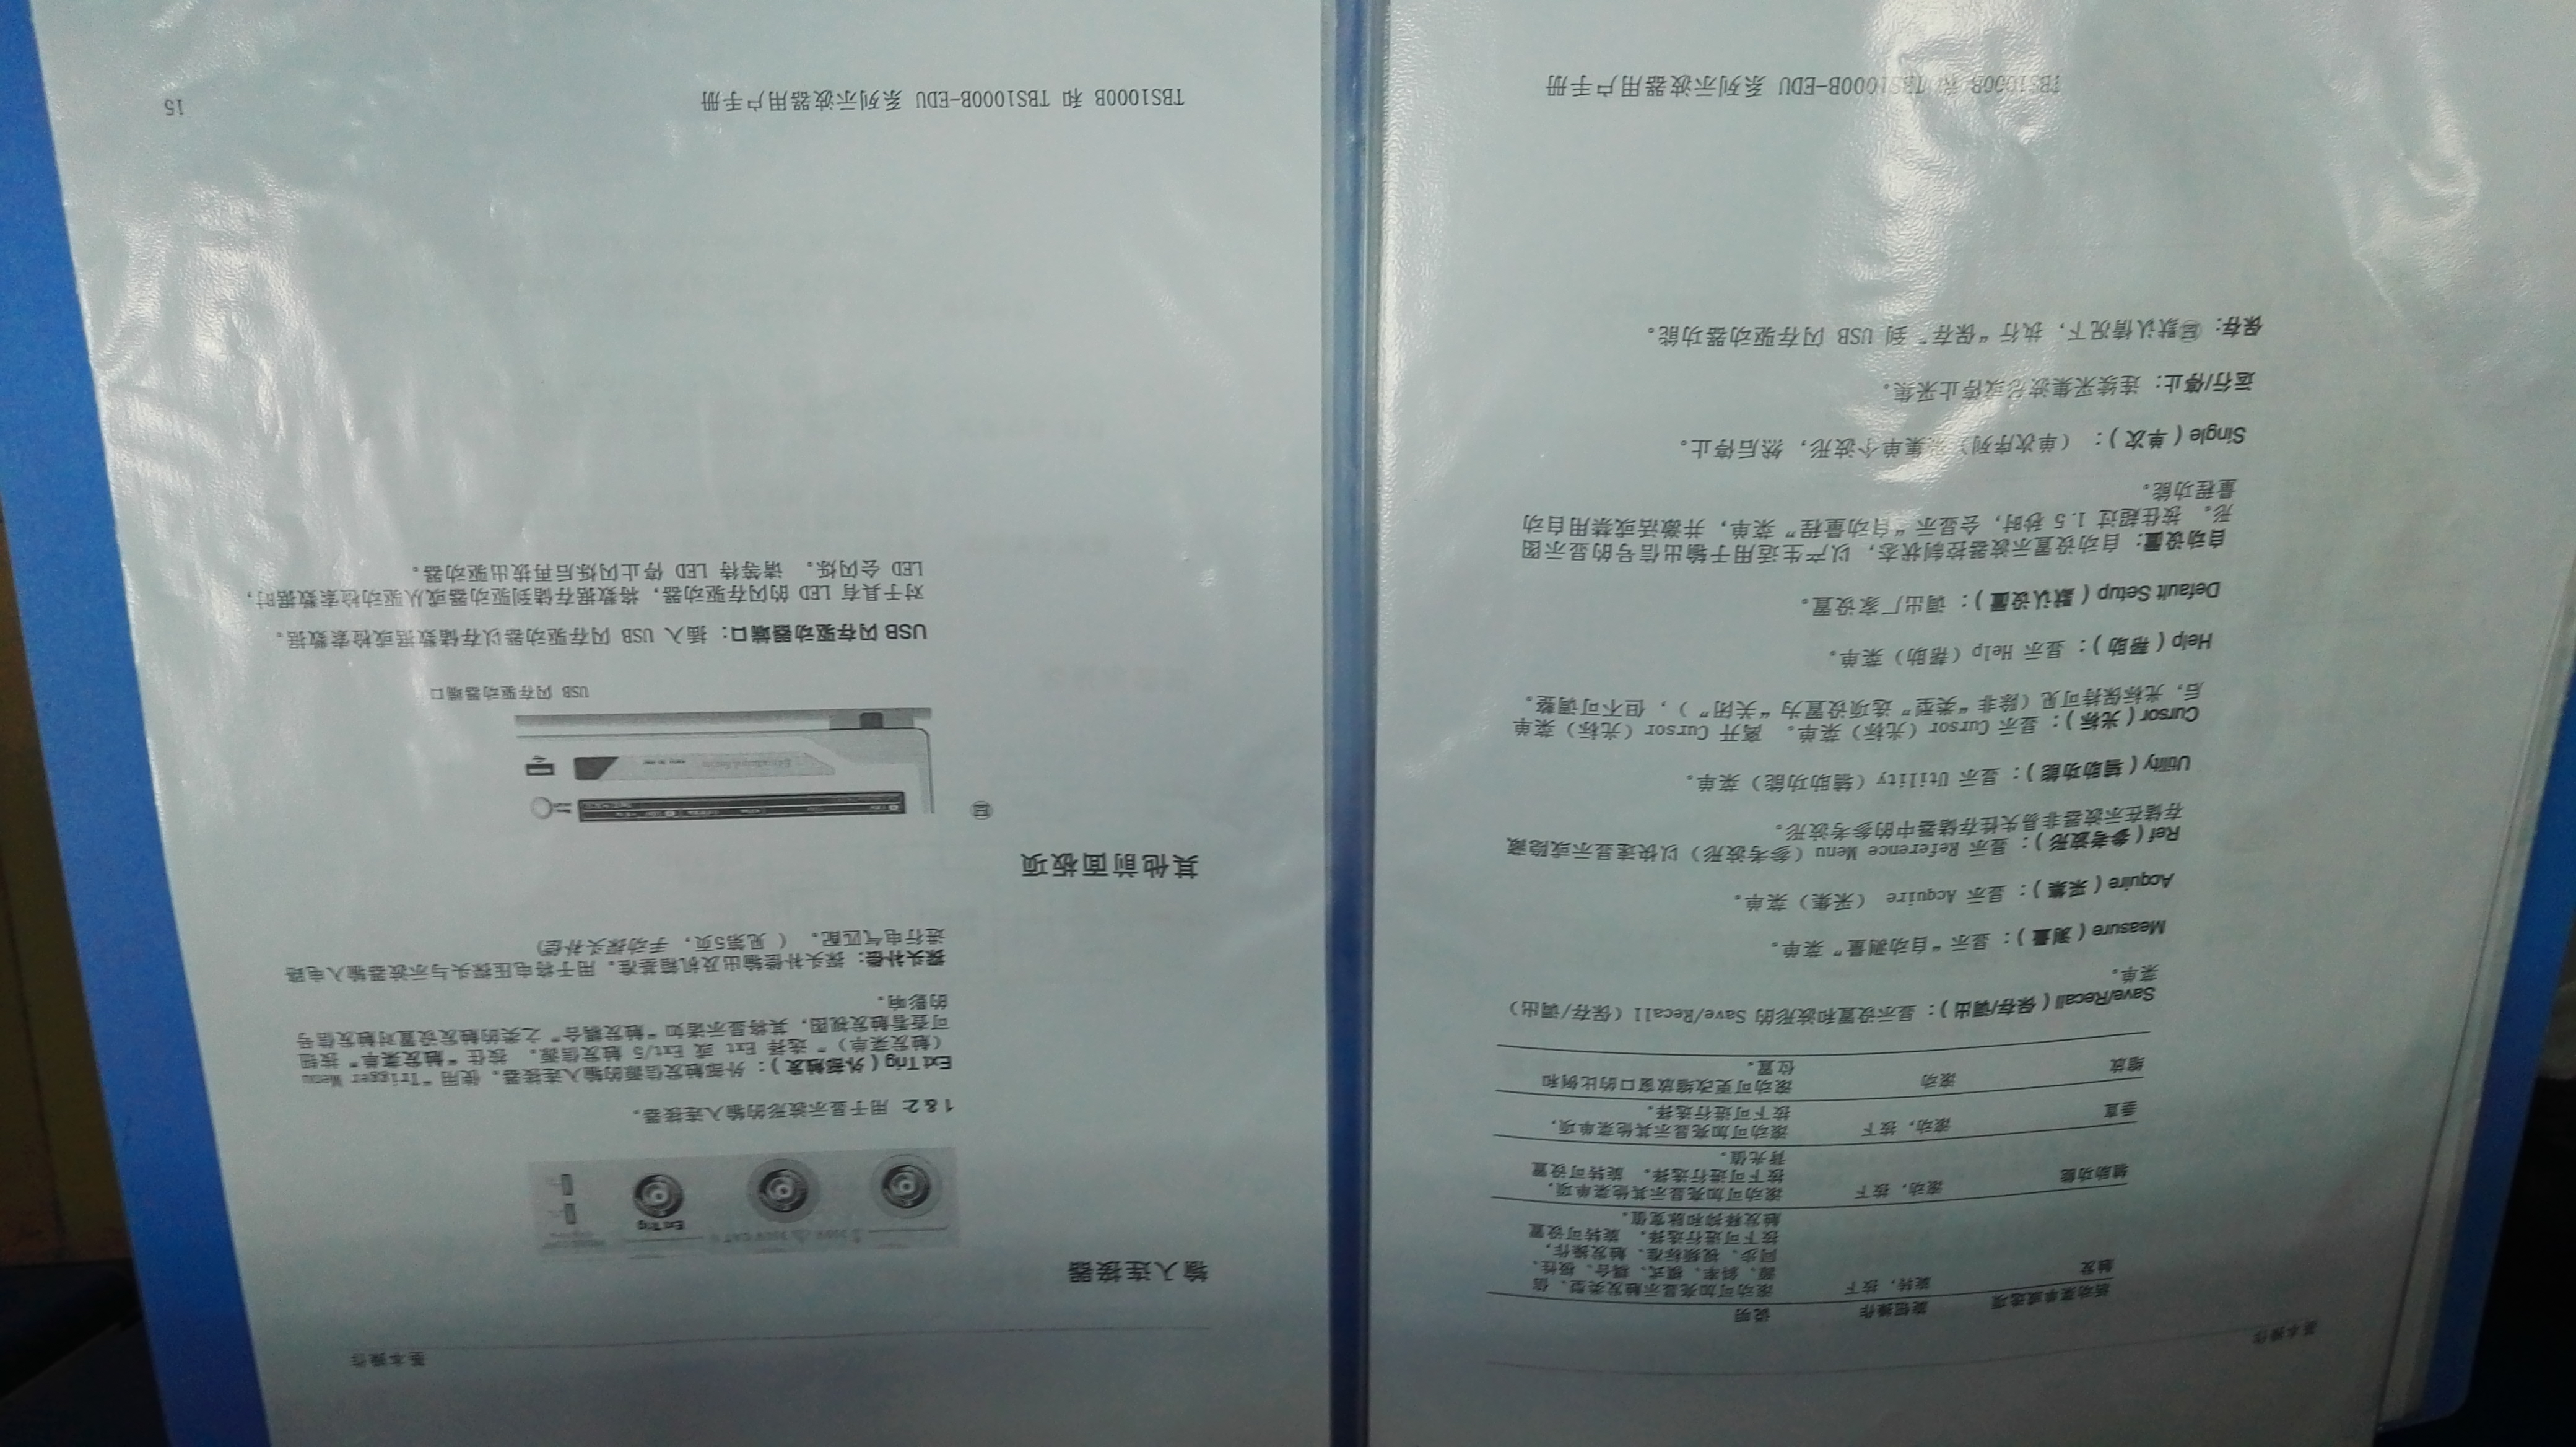 基本操作
活动菜单或选项 旋钮操作 说明
触发 旋转，按下 滚动可加亮显示触发类型、信
源、斜率、模式、耦合、极性、
同步、视频标准、触发操作，
按下可进行选择。 旋转可设置
触发释抑和脉宽值。
辅助功能 滚动，按下 滚动可加亮显示其他菜单项，
按下可进行选择。 旋转可设置
背光值。
垂直 滚动，按下 滚动可加亮显示其他菜单项，
按下可进行选择。
缩放 滚动 滚动可更改缩放窗口的比例和
位置。
Save/Recall（保存/调出）： 显示设置和波形的 Save/Recall（保存/调出）
菜单。
Measure（测量）： 显示“自动测量”菜单。
Acquire（采集）： 显示 Acquire （采集）菜单。
Ref（参考波形）： 显示 Reference Menu（参考波形）以快速显示或隐藏
存储在示波器非易失性存储器中的参考波形。
Utility（辅助功能）： 显示 Utility（辅助功能）菜单。
Cursor（光标）： 显示 Cursor（光标）菜单。 离开 Cursor（光标）菜单
后，光标保持可见（除非“类型”选项设置为“关闭”），但不可调整。
Help（帮助）： 显示 Help（帮助）菜单。
Default Setup（默认设置）： 调出厂家设置。
自动设置： 自动设置示波器控制状态，以产生适用于输出信号的显示图
形。 按住超过 1.5 秒时，会显示“自动量程”菜单，并激活或禁用自动
量程功能。
Single（单次）： （单次序列）采集单个波形，然后停止。
运行/停止： 连续采集波形或停止采集。
保存： 默认情况下，执行“保存”到 USB 闪存驱动器功能。
TBS1000B 和 TBS1000B-EDU 系列示波器用户手册
基本操作
输入连接器
Ext Trig
1 & 2: 用于显示波形的输入连接器。
Ext Trig（外部触发）： 外部触发信源的输入连接器。使用“Trigger Menu
（触发菜单）”选择 Ext 或 Ext/5 触发信源。 按住“触发菜单”按钮
可查看触发视图，其将显示诸如“触发耦合”之类的触发设置对触发信号
的影响。
探头补偿： 探头补偿输出及机箱基准。用于将电压探头与示波器输入电路
进行电气匹配。 （ 见第5页, 手动探头补偿)
其他前面板项
USB 闪存驱动器端口
USB 闪存驱动器端口： 插入 USB 闪存驱动器以存储数据或检索数据。
对于具有 LED 的闪存驱动器，将数据存储到驱动器或从驱动检索数据时，
LED 会闪烁。 请等待 LED 停止闪烁后再拔出驱动器。
TBS1000B 和 TBS1000B-EDU 系列示波器用户手册
15